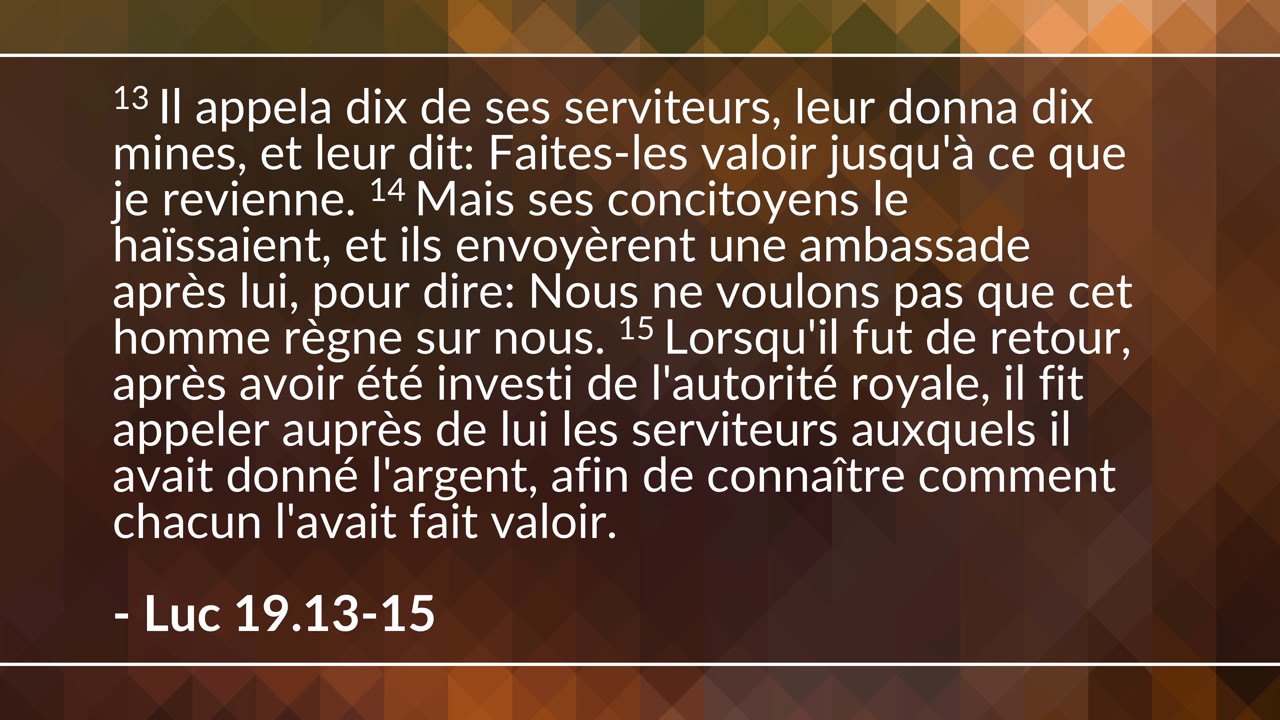 13 Il appela dix de ses serviteurs, leur donna dix
mines, et leur dit: Faites-les valoir jusqu'à ce que
je revienne. 14 Mais ses concitoyens le
haïssaient, et ils envoyèrent une ambassade
après lui, pour dire: Nous ne voulons pas que cet
homme règne sur nous. 15 Lorsqu'il fut de retour,
après avoir été investi de l'autorité royale, il fit
appeler auprès de lui les serviteurs auxquels il
avait donné l'argent, afin de connaître comment
chacun l'avait fait valoir.
- Luc 19.13-15